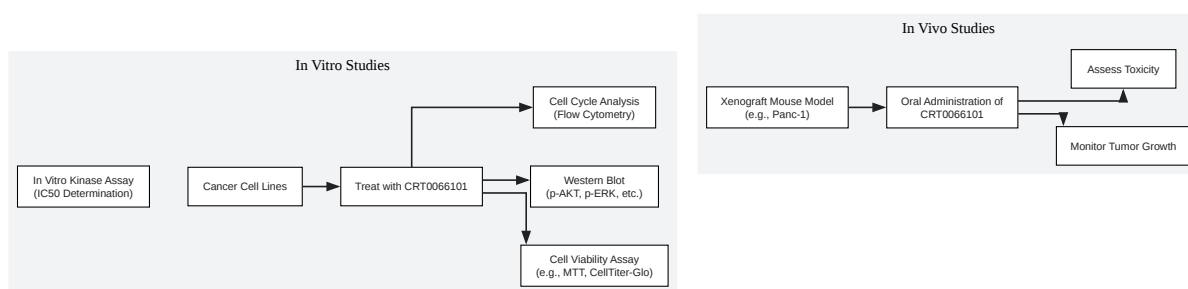 In Vitro Studies
Cell Cycle Analysis
(Flow Cytometry)
In Vitro Kinase Assay
(IC50 Determination)
Cancer Cell Lines
Treat with CRT0066101
Western Blot
(p-AKT, p-ERK, etc.)
Cell Viability Assay
(e.g., MTT, CellTiter-Glo)
In Vivo Studies
Assess Toxicity
Xenograft Mouse Model
(e.g., Panc-1)
Oral Administration of
CRT0066101
Monitor Tumor Growth